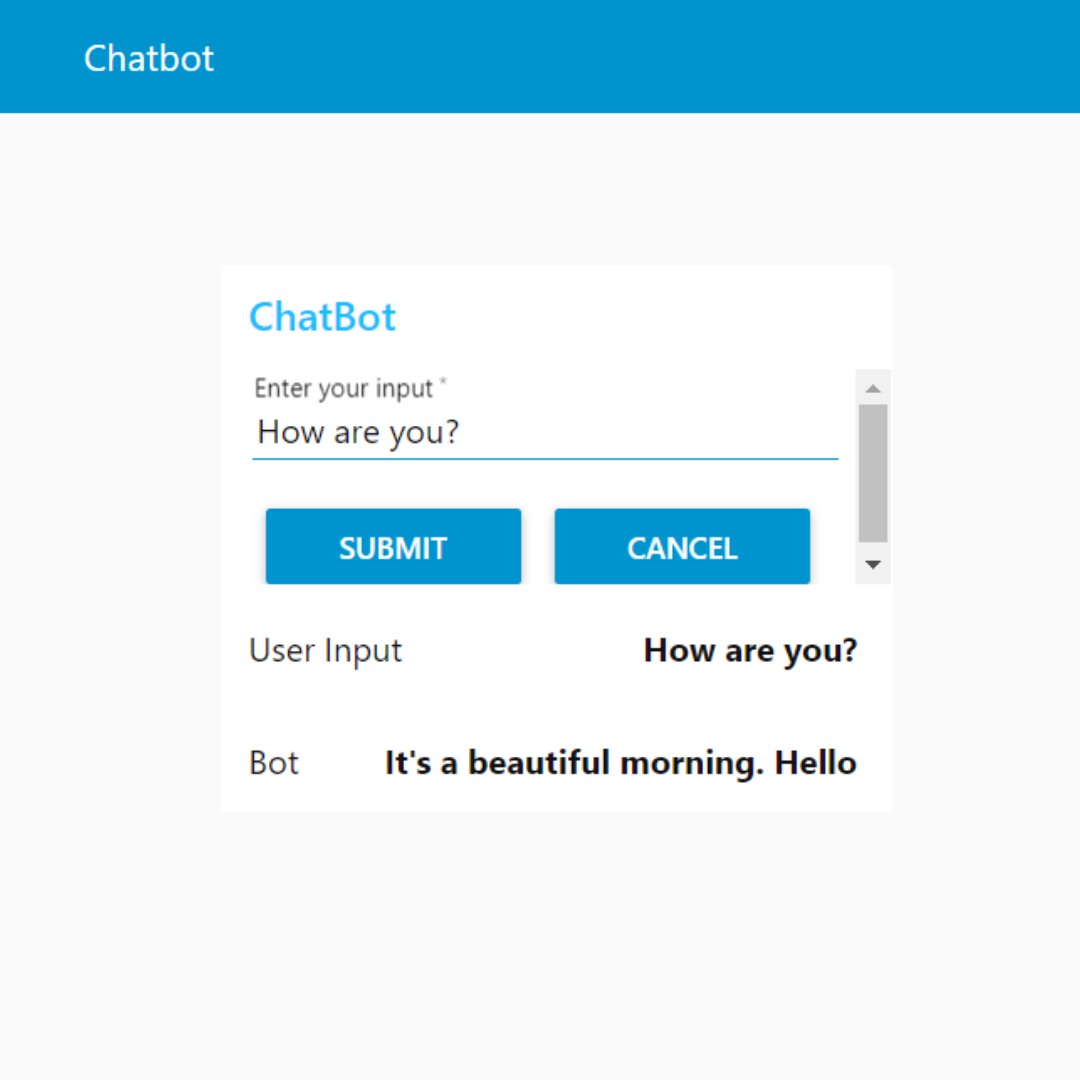 Chatbot
ChatBot
Enter your input *
How are you?
SUBMIT CANCEL
User Input How are you?
Bot It's a beautiful morning. Hello